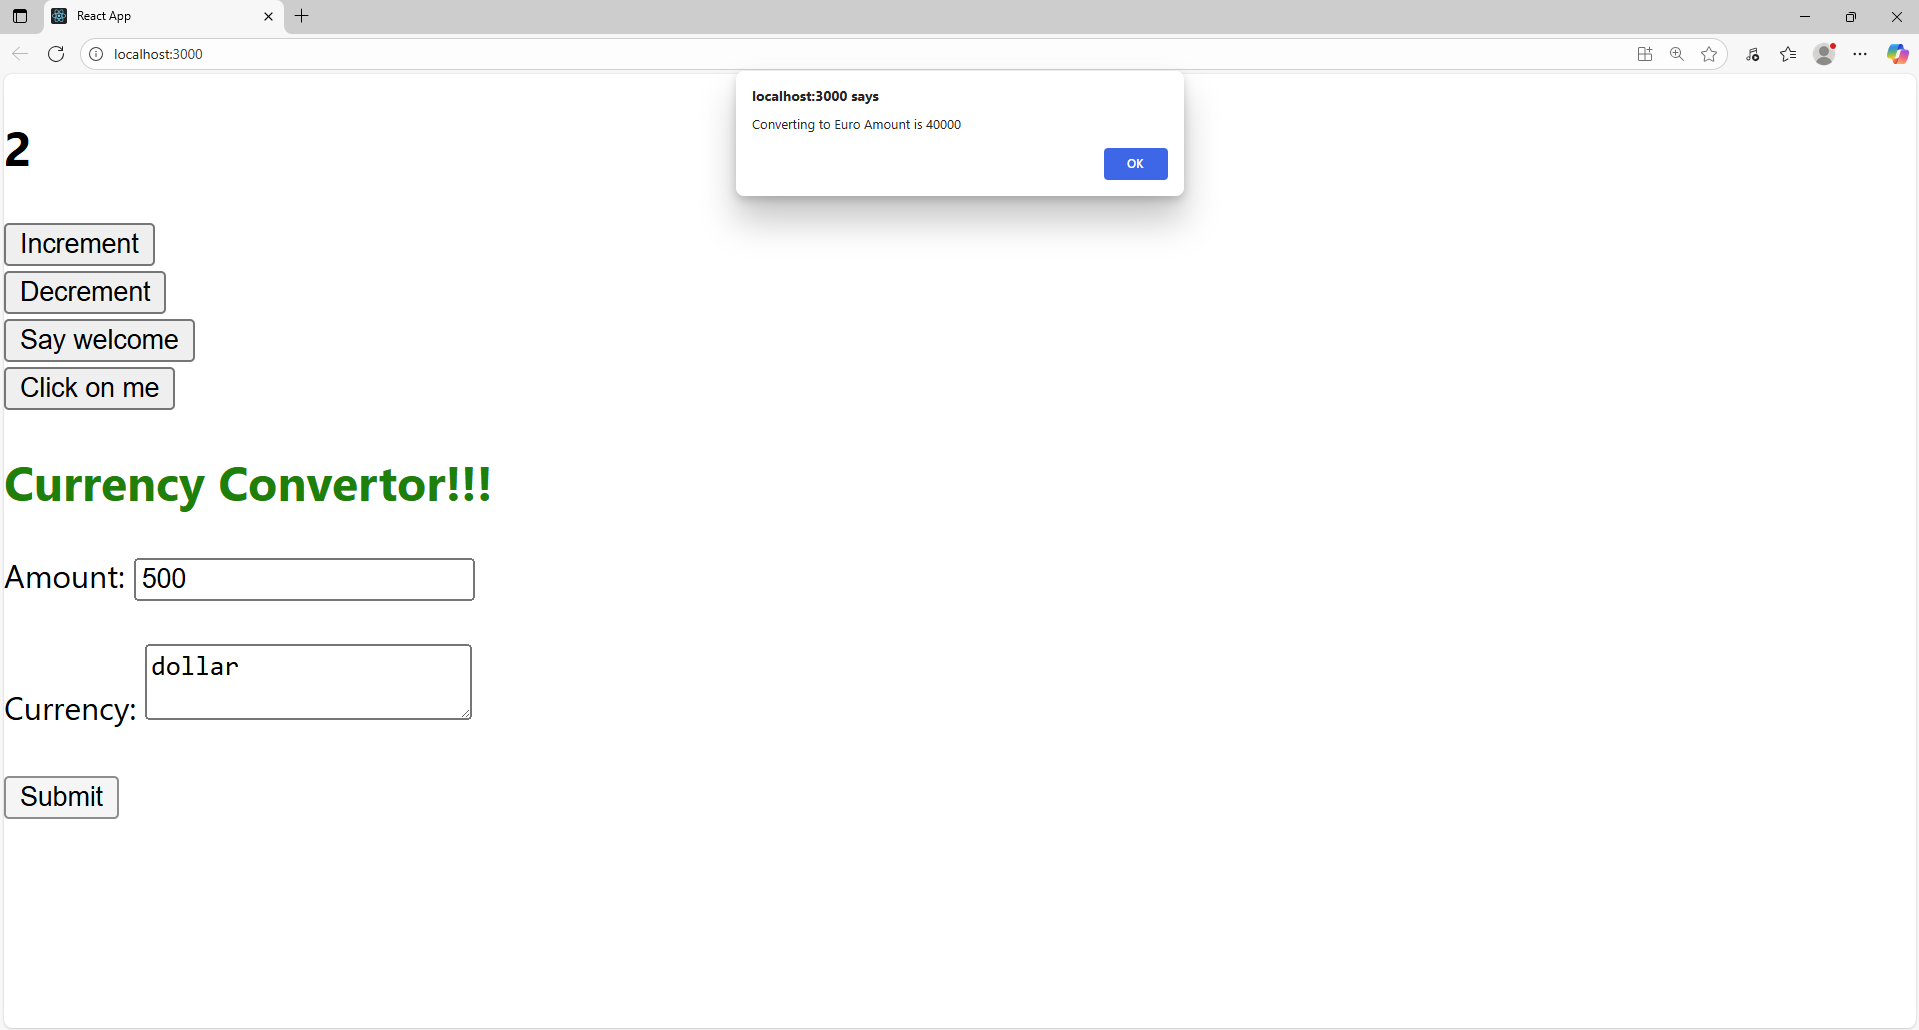 React App
localhost:3000
localhost:3000 says
Converting to Euro Amount is 40000
OK
2
Increment
Decrement
Say welcome
Click on me
Currency Convertor!!!
Amount: 500
Currency: dollar
Submit